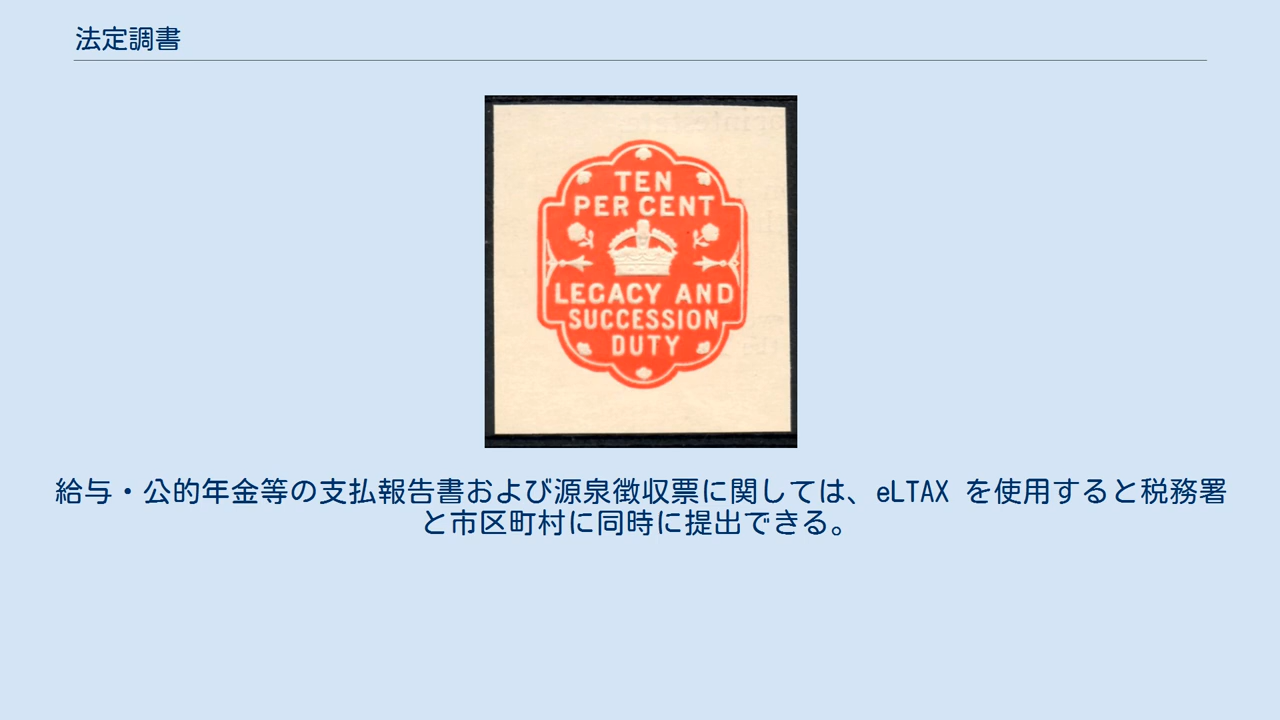 法定調書
TEN
PER CENT
LEGACY AND
SUCCESSION
DUTY
給与・公的年金等の支払報告書および源泉徴収票に関しては、eLTAX を使用すると税務署
と市区町村に同時に提出できる。